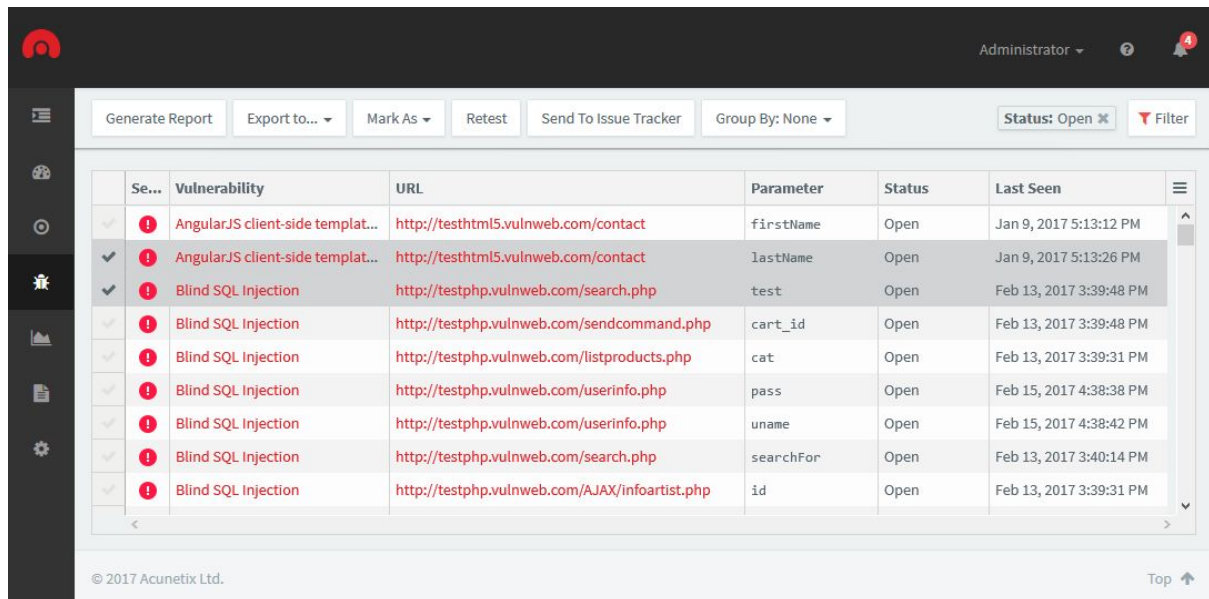 Administrator
4
Generate Report Export to... Mark As Retest Send To Issue Tracker Group By: None Status: Open Filter
Se... Vulnerability URL Parameter Status Last Seen
AngularJS client-side templat... http://testhtml5.vulnweb.com/contact firstName Open Jan 9, 2017 5:13:12 PM
AngularJS client-side templat... http://testhtml5.vulnweb.com/contact lastName Open Jan 9, 2017 5:13:26 PM
Blind SQL Injection http://testphp.vulnweb.com/search.php test Open Feb 13, 2017 3:39:48 PM
Blind SQL Injection http://testphp.vulnweb.com/sendcommand.php cart_id Open Feb 13, 2017 3:39:48 PM
Blind SQL Injection http://testphp.vulnweb.com/listproducts.php cat Open Feb 13, 2017 3:39:31 PM
Blind SQL Injection http://testphp.vulnweb.com/userinfo.php pass Open Feb 15, 2017 4:38:38 PM
Blind SQL Injection http://testphp.vulnweb.com/userinfo.php uname Open Feb 15, 2017 4:38:42 PM
Blind SQL Injection http://testphp.vulnweb.com/search.php searchFor Open Feb 13, 2017 3:40:14 PM
Blind SQL Injection http://testphp.vulnweb.com/AJAX/infoartist.php id Open Feb 13, 2017 3:39:31 PM
© 2017 Acunetix Ltd. Top